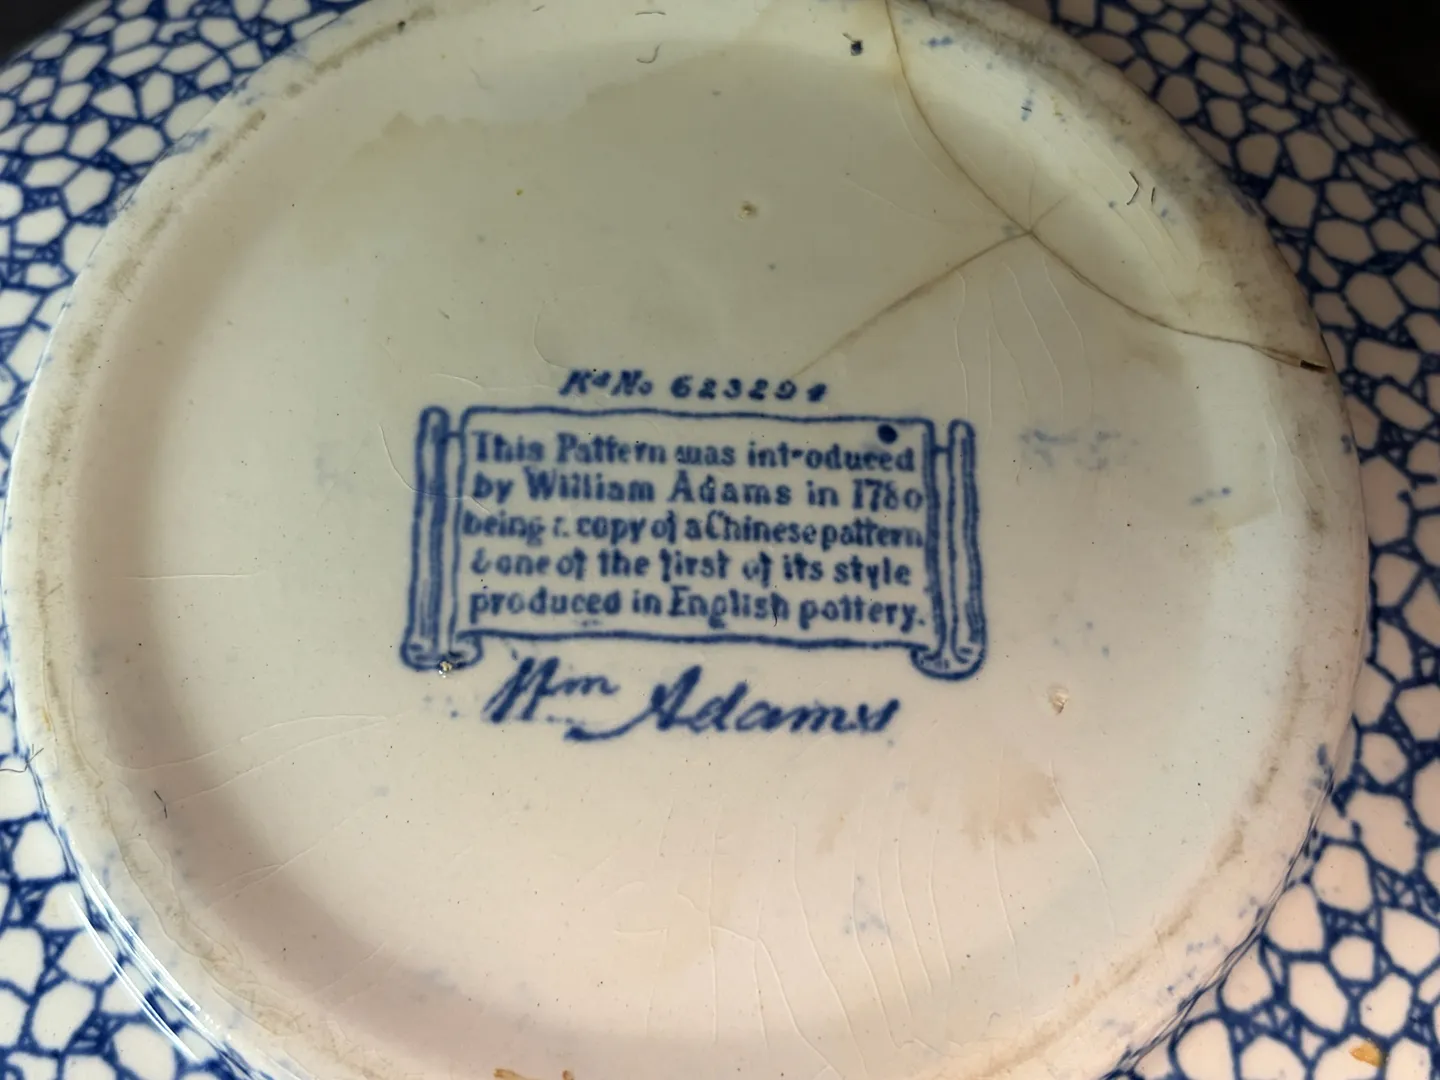 Rd No 623294
This Pattern was introduced
by William Adams in 1780
being a copy of a Chinese pattern
& one of the first of its style
produced in English pottery.
Wm Adams